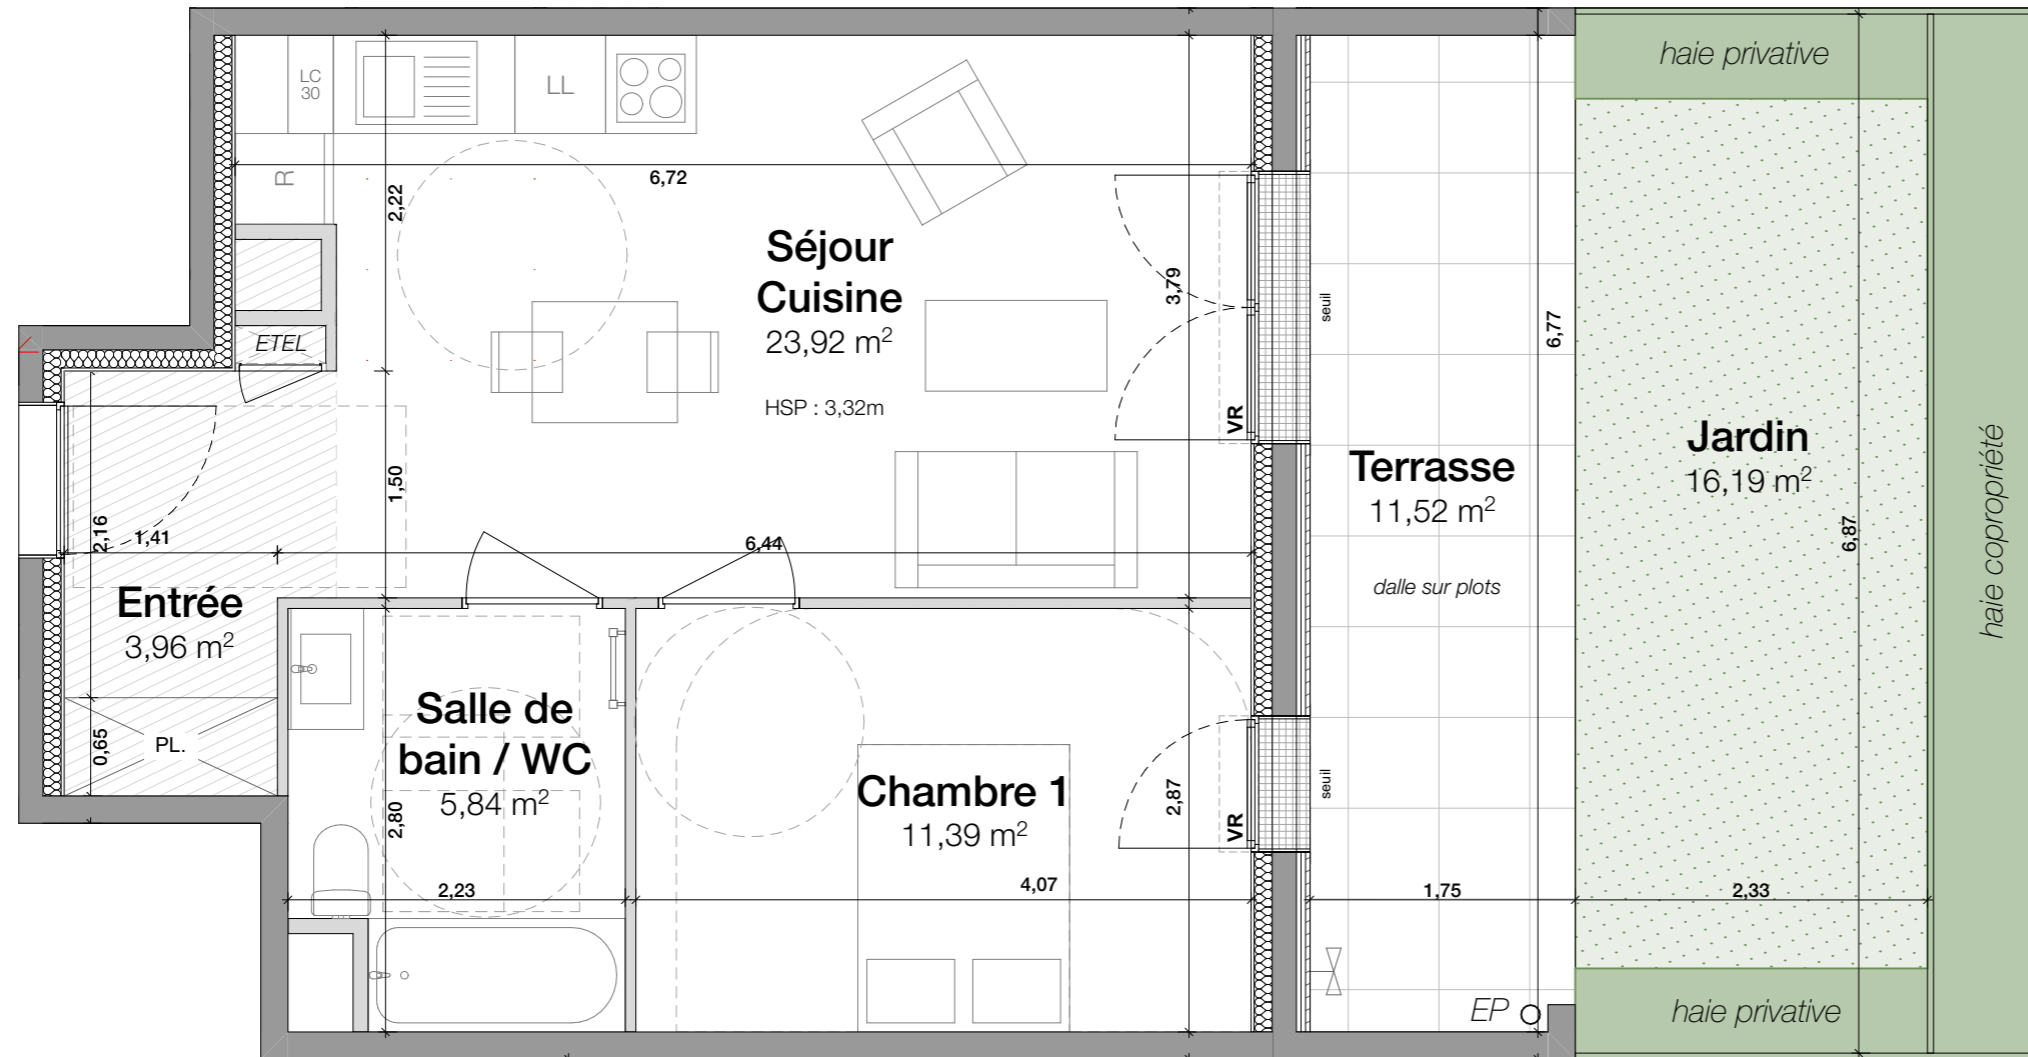 haie privative
LC
30
LL
R
6,72
2,22
Séjour
Cuisine
23,92 m²
HSP : 3,32m
3,79
seuil
6,77
ETEL
VR
1,50
2,16
1,41
6,44
Terrasse
11,52 m²
dalle sur plots
Jardin
16,19 m²
6,87
haie copropriété
Entrée
3,96 m²
0,65
PL.
Salle de
bain / WC
5,84 m²
2,80
2,23
Chambre 1
11,39 m²
2,87
VR
seuil
4,07
1,75
2,33
EP
haie privative